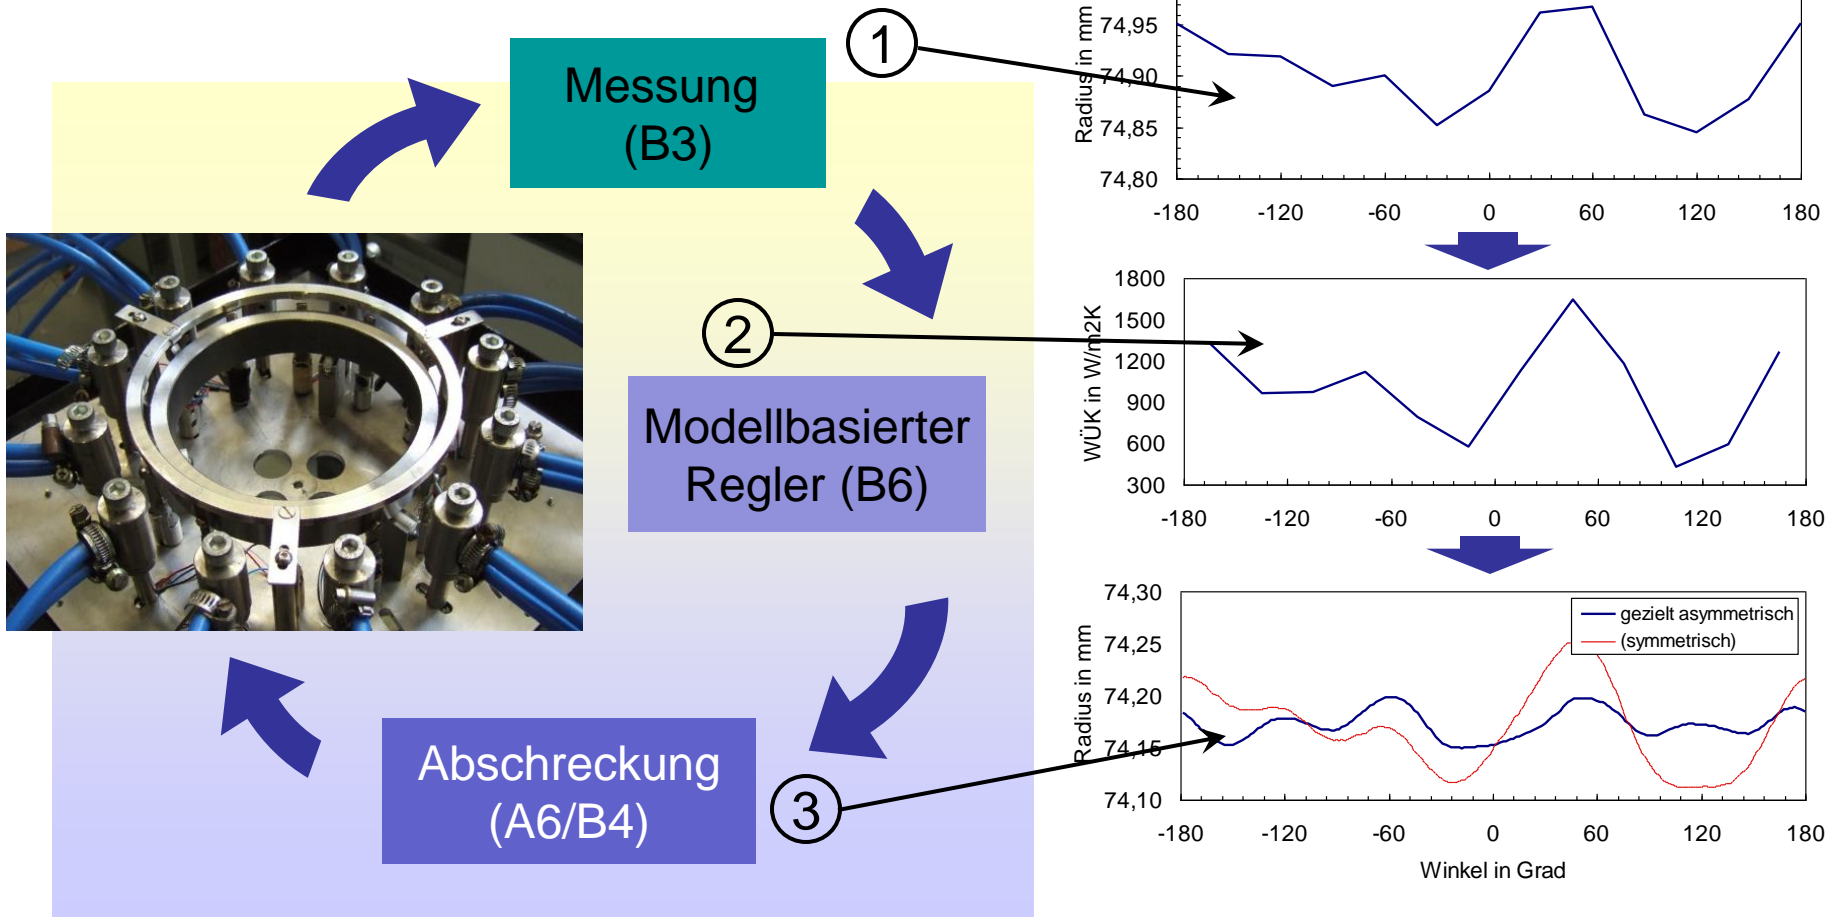 Messung
(B3)
1
2
Modellbasierter
Regler (B6)
Abschreckung
(A6/B4)
3
Radius in mm
74,95
74,90
74,85
74,80
-180 -120 -60 0 60 120 180
WÜK in W/m2K
1800
1500
1200
900
600
300
-180 -120 -60 0 60 120 180
Radius in mm
74,30
74,25
74,20
74,15
74,10
gezielt asymmetrisch
(symmetrisch)
-180 -120 -60 0 60 120 180
Winkel in Grad